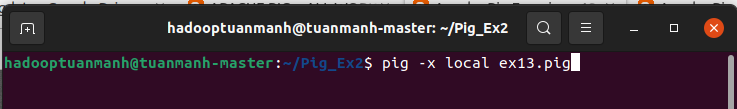 hadooptuanmanh@tuanmanh-master: ~/Pig_Ex2
hadooptuanmanh@tuanmanh-master:~/Pig_Ex2$ pig -x local ex13.pig